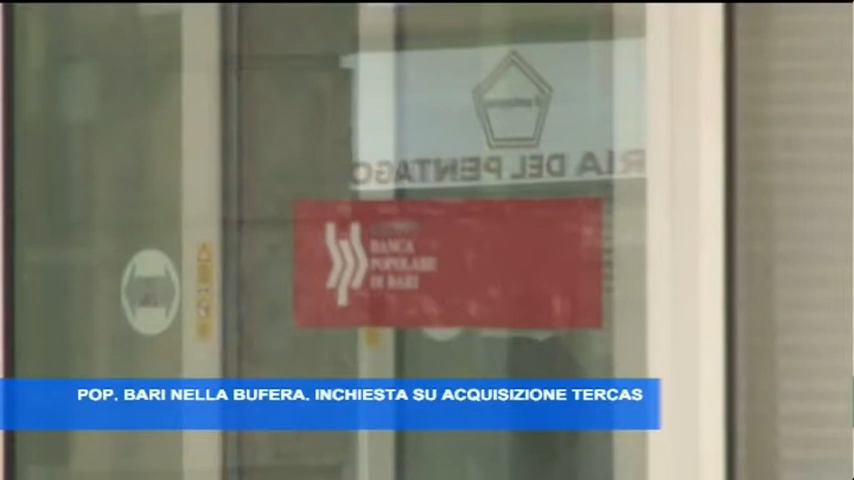 RIA DEL PENTAGO
BANCA
POPOLARE
DI BARI
POP. BARI NELLA BUFERA. INCHIESTA SU ACQUISIZIONE TERCAS